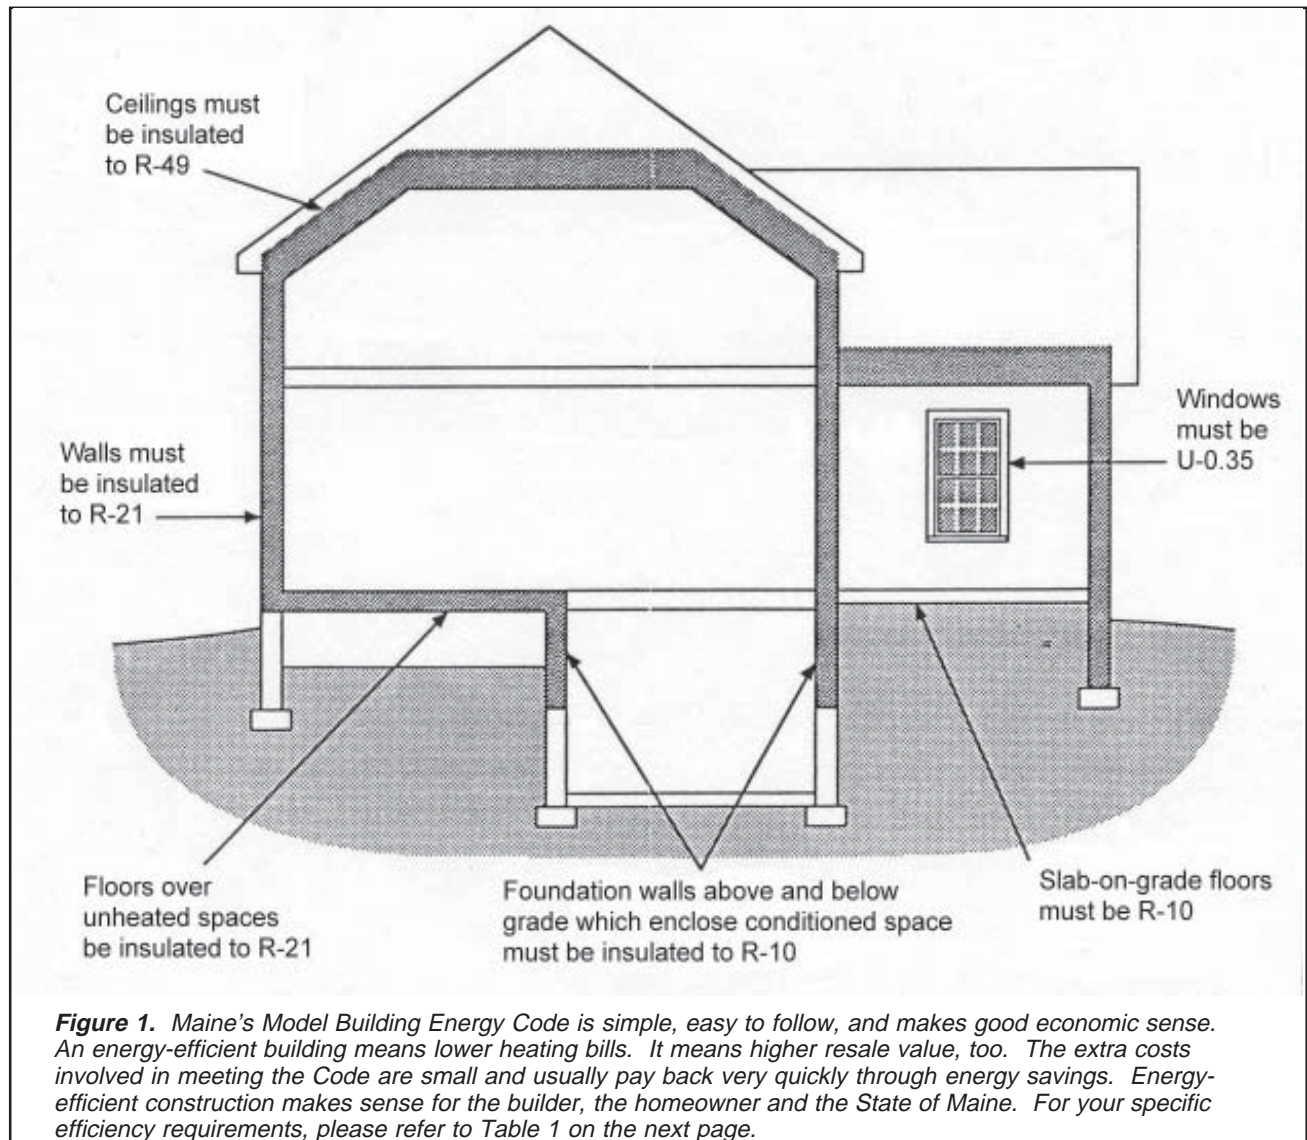 Ceilings must
be insulated
to R-49
Windows
must be
U-0.35
Walls must
be insulated
to R-21
Floors over
unheated spaces
be insulated to R-21
Foundation walls above and below
grade which enclose conditioned space
must be insulated to R-10
Slab-on-grade floors
must be R-10
Figure 1. Maine's Model Building Energy Code is simple, easy to follow, and makes good economic sense.
An energy-efficient building means lower heating bills. It means higher resale value, too. The extra costs
involved in meeting the Code are small and usually pay back very quickly through energy savings. Energy-
efficient construction makes sense for the builder, the homeowner and the State of Maine. For your specific
efficiency requirements, please refer to Table 1 on the next page.